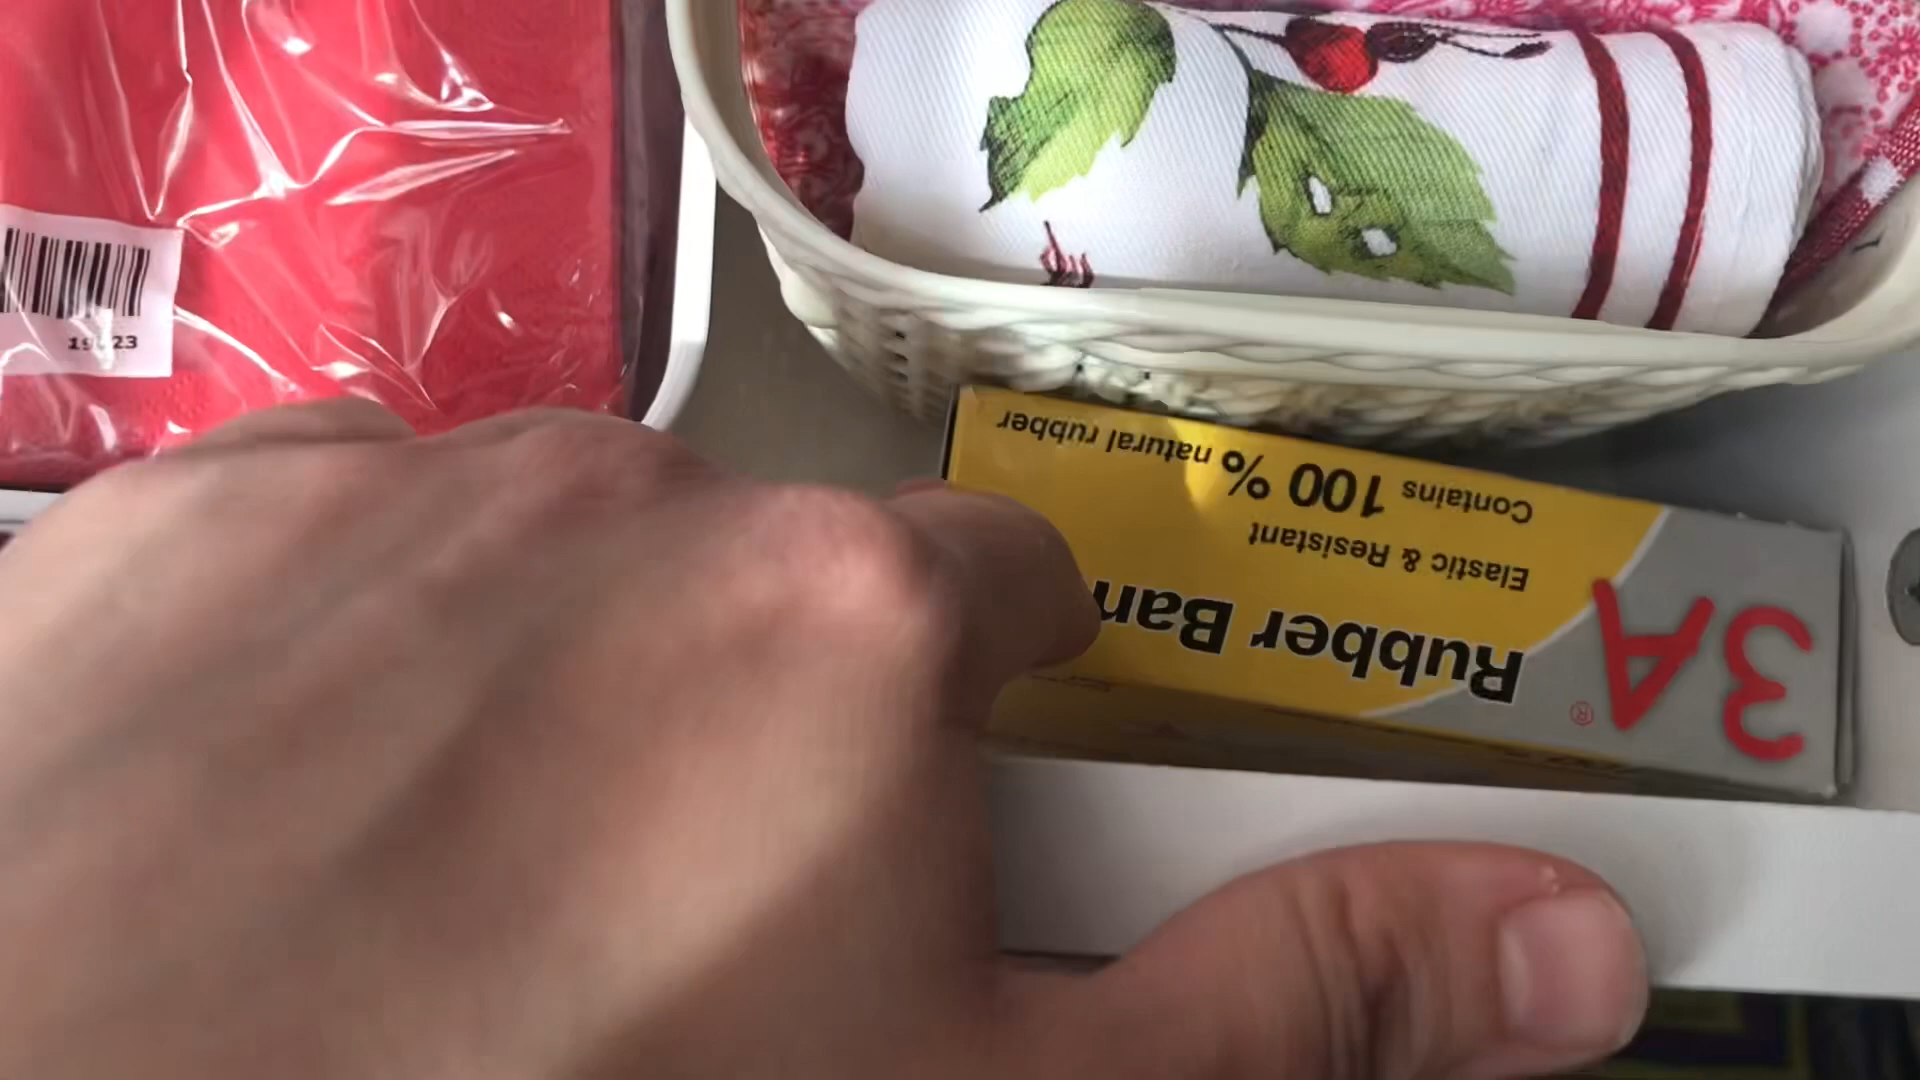 3A®
Rubber Ban
Elastic & Resistant
Contains 100 % natural rubber